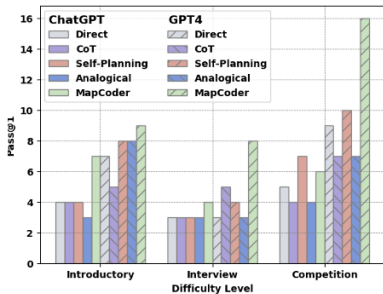 ChatGPT GPT4
Direct Direct
CoT CoT
Self-Planning Self-Planning
Analogical Analogical
MapCoder MapCoder
Pass@1
16
14
12
10
8
6
4
2
0
Introductory Interview Competition
Difficulty Level